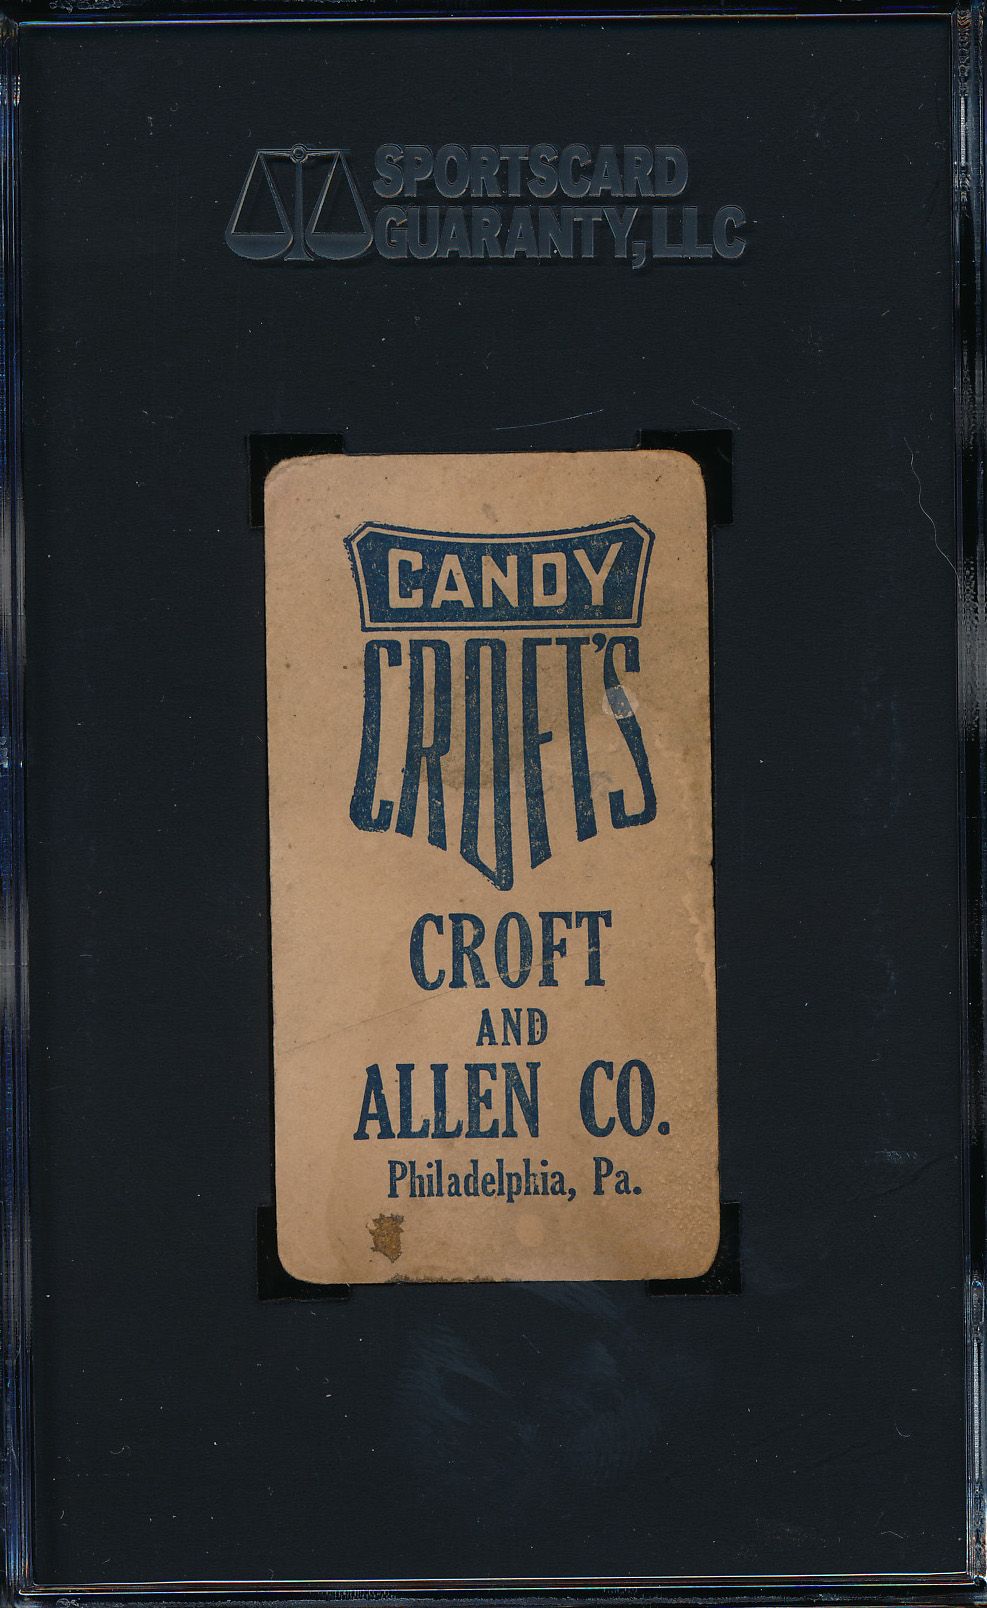 SPORTSCARD
GUARANTY, LLC
CANDY
CROFT'S
CROFT
AND
ALLEN CO.
Philadelphia, Pa.